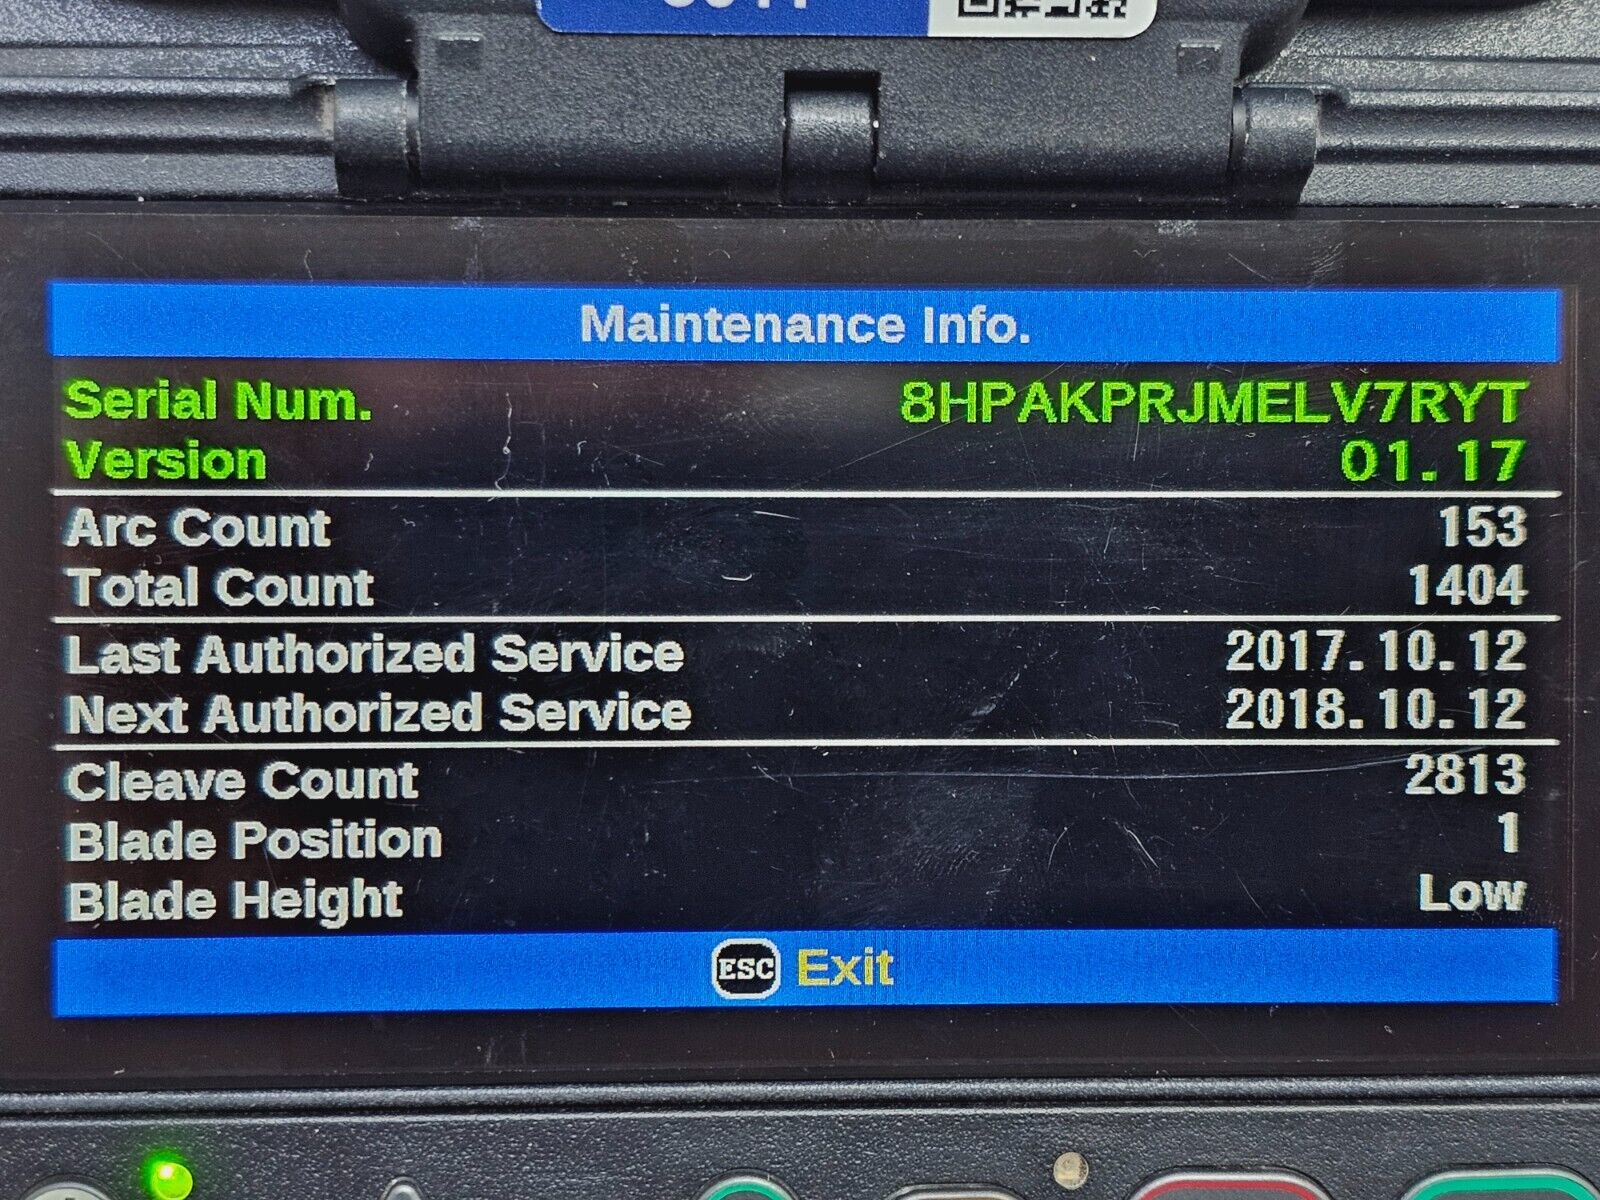 Maintenance Info.
Serial Num. 8HPAKPRJMELV7RYT
Version 01.17
Arc Count 153
Total Count 1404
Last Authorized Service 2017.10.12
Next Authorized Service 2018.10.12
Cleave Count 2813
Blade Position 1
Blade Height Low
ESC Exit